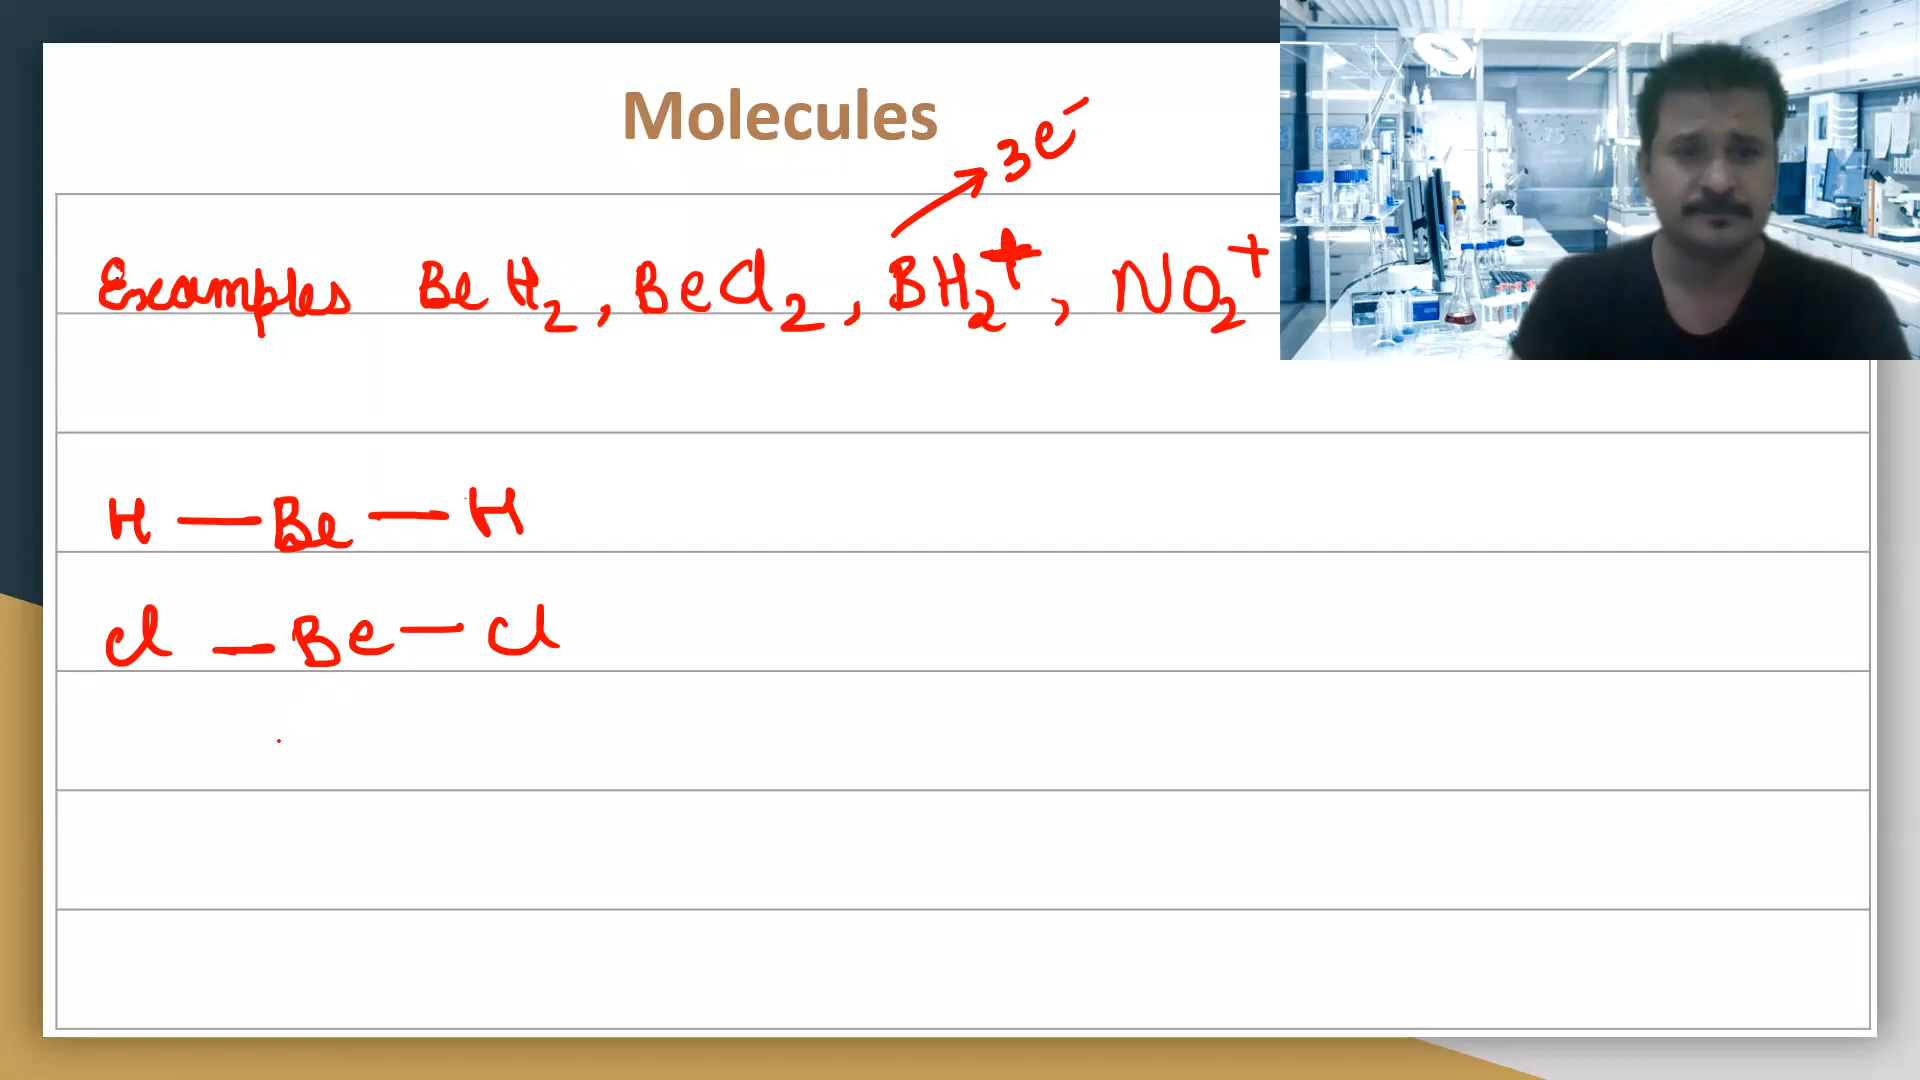 Molecules
3e⁻
Examples BeH₂, BeCl₂, BH₂⁺, NO₂⁺
H — Be — H
Cl — Be — Cl